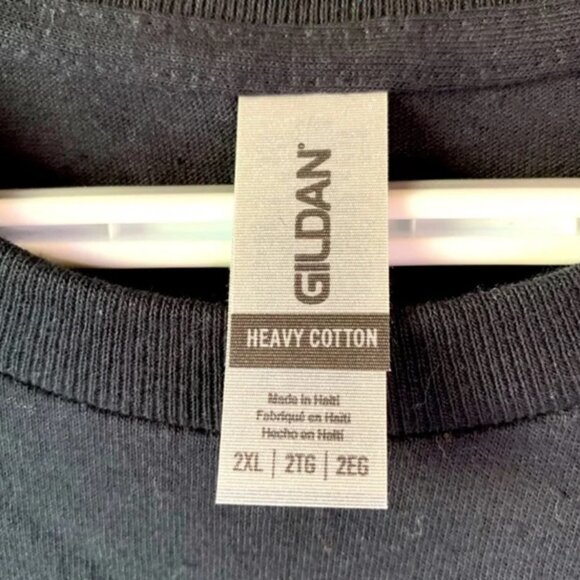 GILDAN®
HEAVY COTTON
Made in Haiti
Fabriqué en Haïti
Hecho en Haití
2XL | 2TG | 2EG